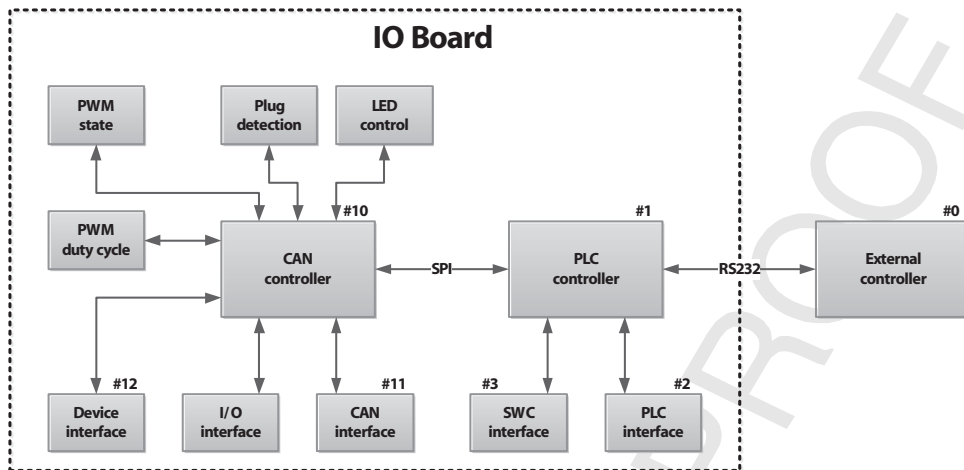 IO Board
PWM
state
Plug
detection
LED
control
#10
#1
#0
PWM
duty cycle
CAN
controller
SPI
PLC
controller
RS232
External
controller
#12
#11
#3
#2
Device
interface
I/O
interface
CAN
interface
SWC
interface
PLC
interface
PROOF